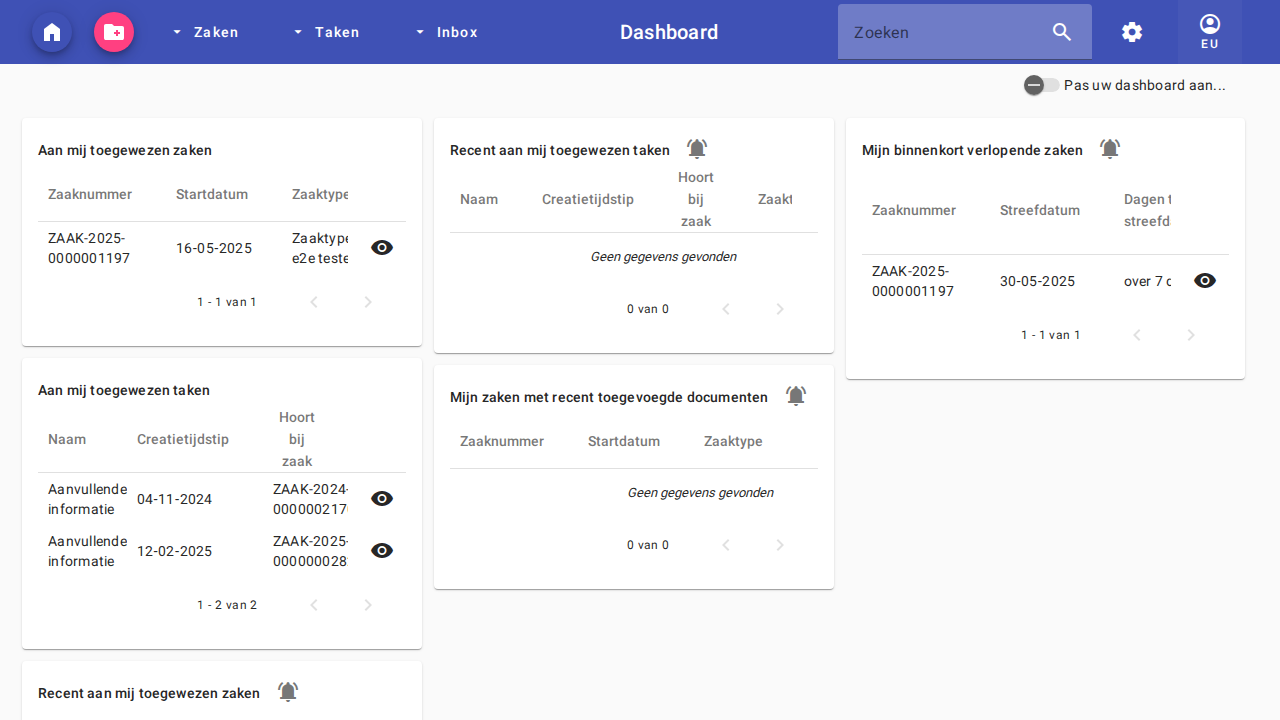 Zaken
Taken
Inbox
Dashboard
Zoeken
EU
Pas uw dashboard aan...
Aan mij toegewezen zaken
Zaaknummer Startdatum Zaaktype
ZAAK-2025-
0000001197
16-05-2025
Zaaktype
e2e teste
1 - 1 van 1
Aan mij toegewezen taken
Naam Creatietijdstip
Hoort
bij
zaak
Aanvullende
informatie
04-11-2024
ZAAK-2024-
000000217
Aanvullende
informatie
12-02-2025
ZAAK-2025-
000000028
1 - 2 van 2
Recent aan mij toegewezen zaken
Recent aan mij toegewezen taken
Naam Creatietijdstip
Hoort
bij
zaak
Zaakt
Geen gegevens gevonden
0 van 0
Mijn zaken met recent toegevoegde documenten
Zaaknummer Startdatum Zaaktype
Geen gegevens gevonden
0 van 0
Mijn binnenkort verlopende zaken
Zaaknummer Streefdatum
Dagen t
streefd
ZAAK-2025-
0000001197
30-05-2025
over 7 d
1 - 1 van 1